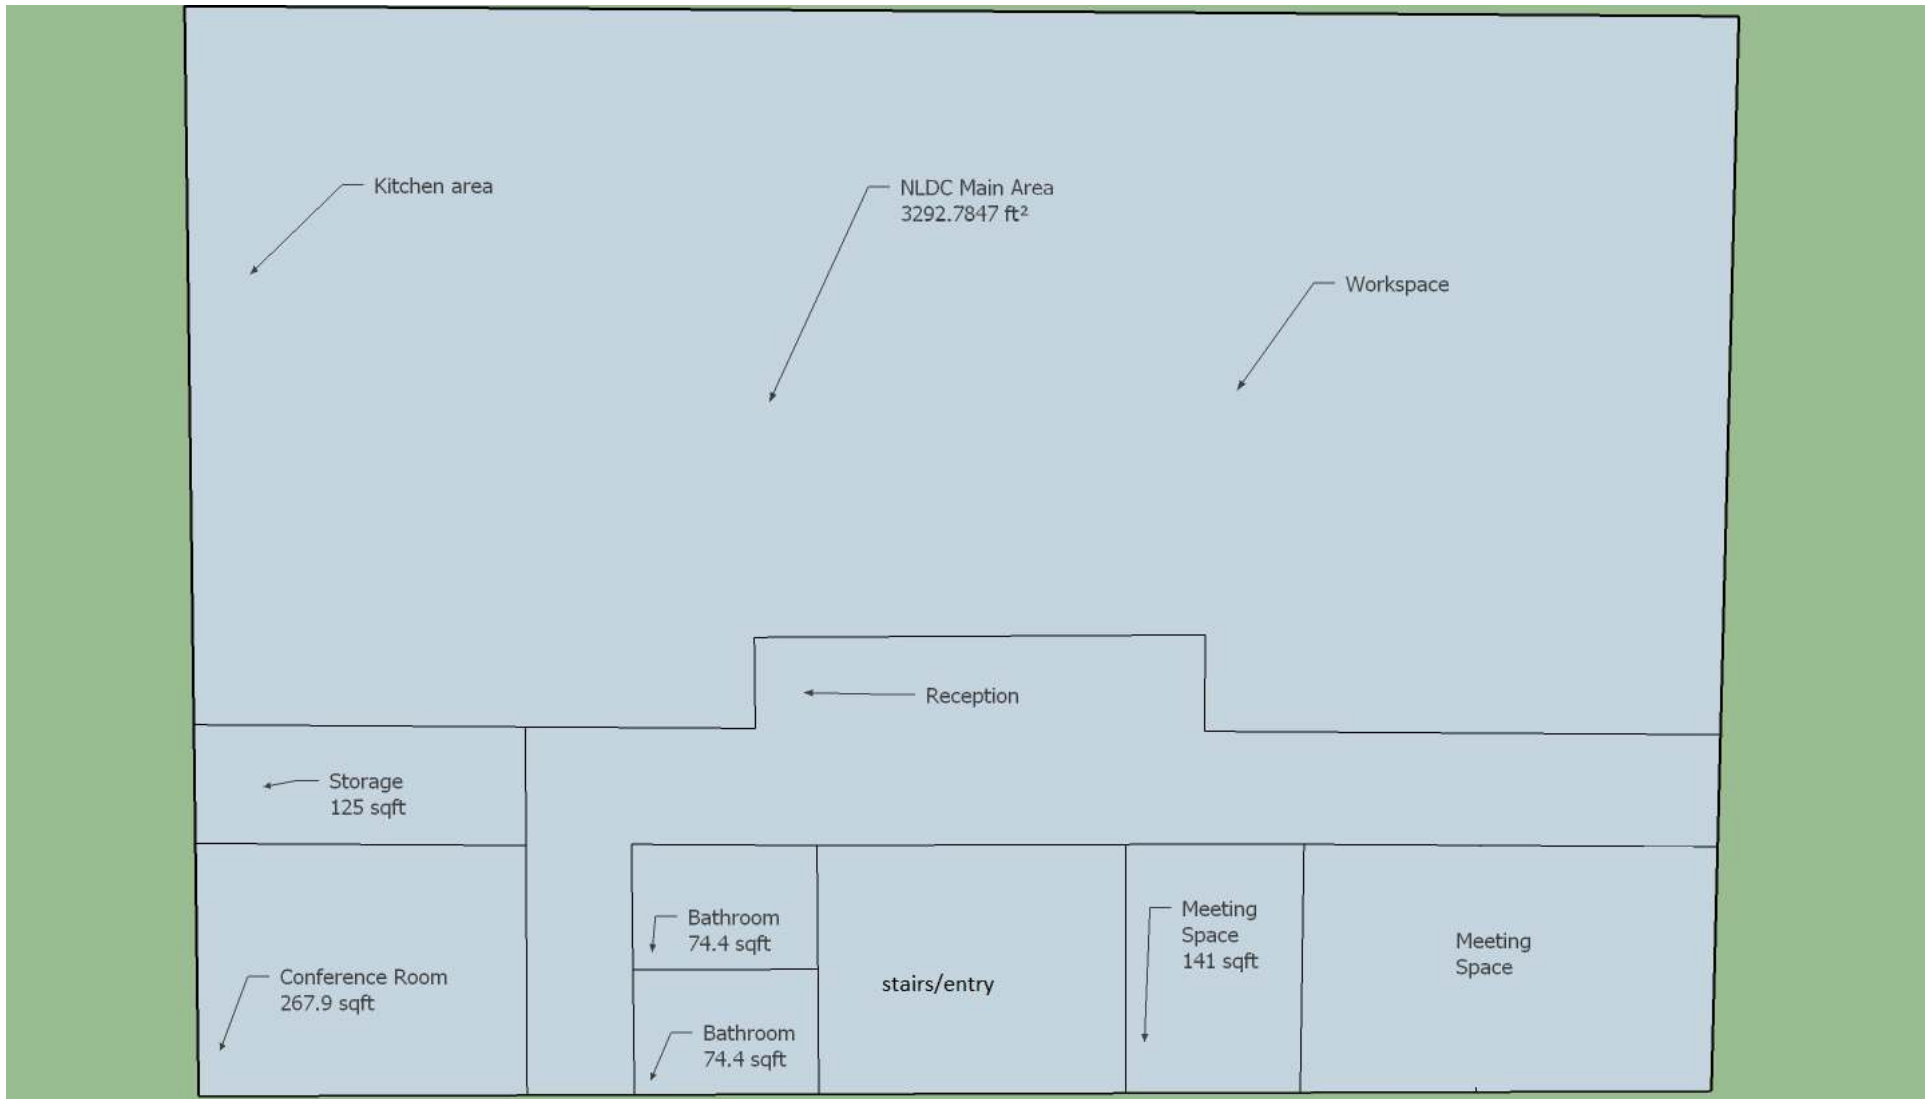 Kitchen area
NLDC Main Area
3292.7847 ft²
Workspace
Reception
Storage
125 sqft
Bathroom
74.4 sqft
Meeting
Space
141 sqft
Meeting
Space
Conference Room
267.9 sqft
stairs/entry
Bathroom
74.4 sqft